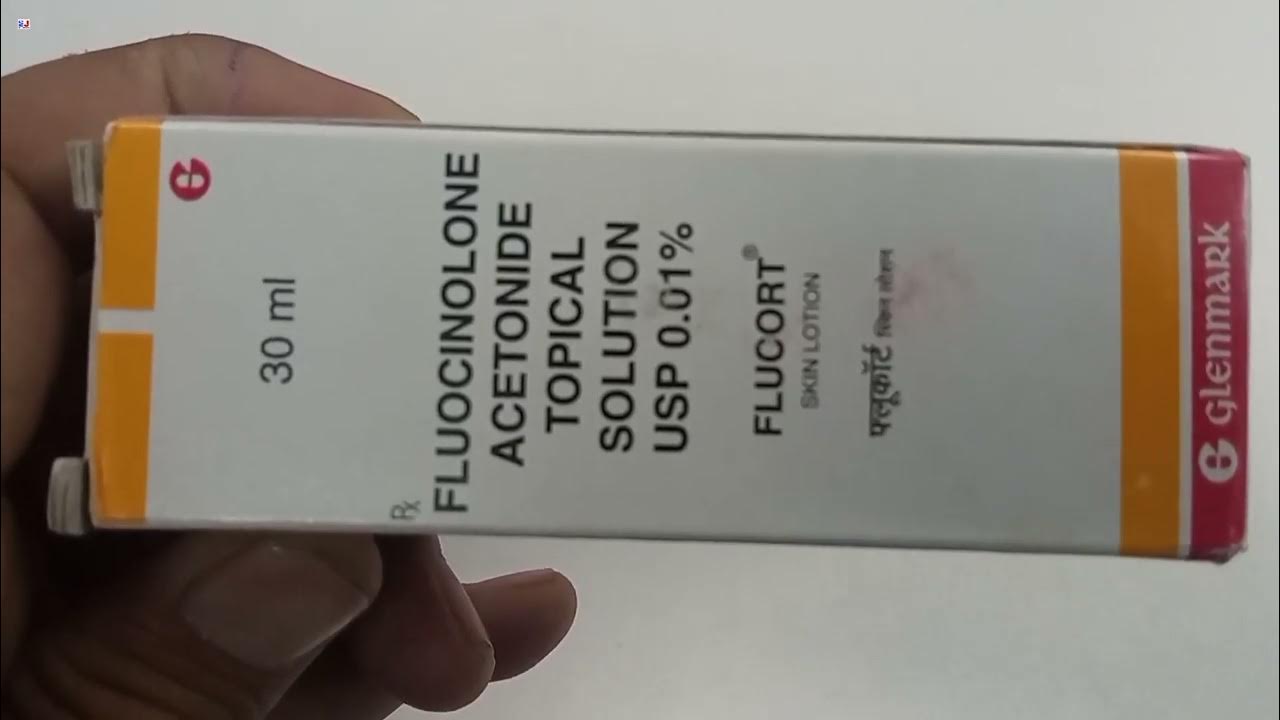 30 ml
Rx
FLUOCINOLONE
ACETONIDE
TOPICAL
SOLUTION
USP 0.01%
FLUCORT®
SKIN LOTION
फ्लूकॉर्ट स्किन लोशन
G Glenmark